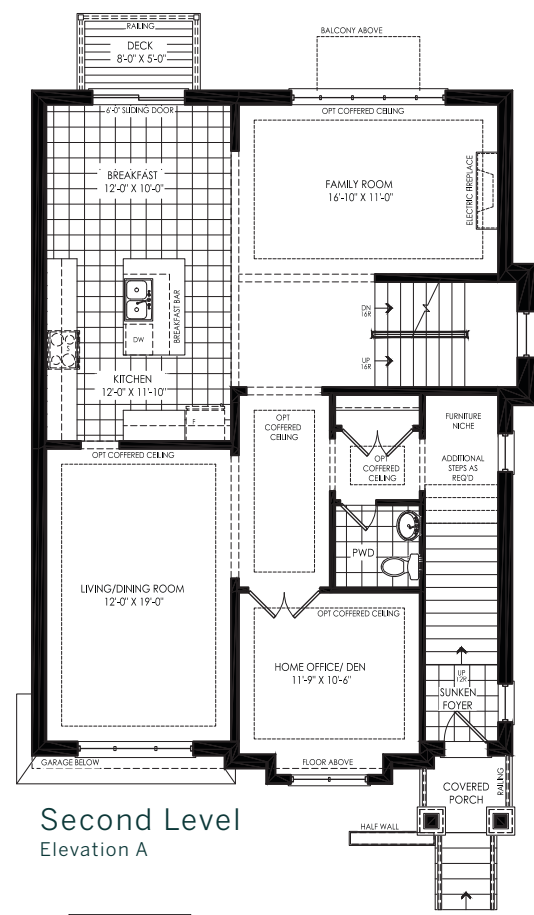 RAILING
DECK
8'-0" X 5'-0"
BALCONY ABOVE
6'-0" SLIDING DOOR
OPT COFFERED CEILING
BREAKFAST
12'-0" X 10'-0"
FAMILY ROOM
16'-10" X 11'-0"
ELECTRIC FIREPLACE
BREAKFAST BAR
DW
DN
16R
UP
16R
KITCHEN
12'-0" X 11'-10"
F
OPT COFFERED CEILING
OPT
COFFERED
CEILING
OPT
COFFERED
CEILING
FURNITURE
NICHE
ADDITIONAL
STEPS AS
REQ'D
PWD
LIVING/DINING ROOM
12'-0" X 19'-0"
OPT COFFERED CEILING
HOME OFFICE/ DEN
11'-9" X 10'-6"
UP
12R
SUNKEN
FOYER
GARAGE BELOW
FLOOR ABOVE
COVERED
PORCH
RAILING
HALF WALL
Second Level
Elevation A